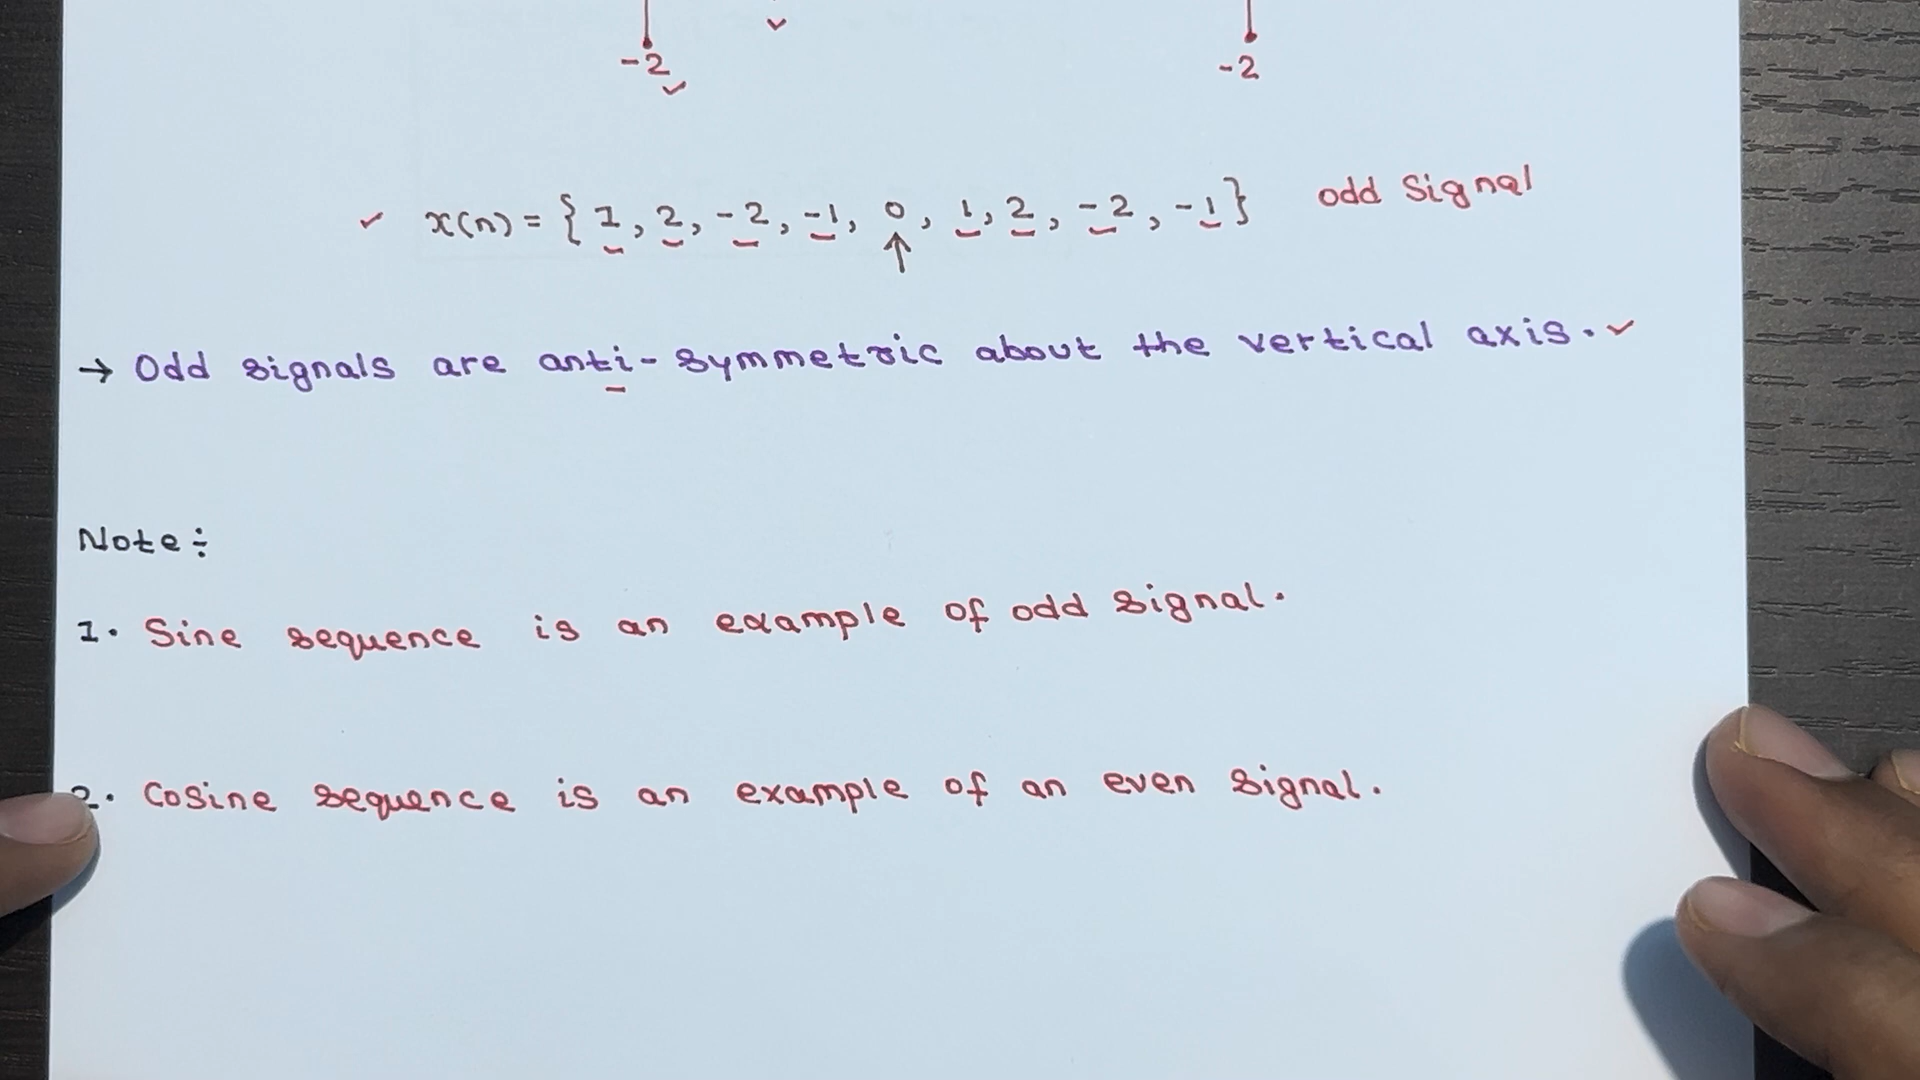 -2 -2
x(n) = { 1, 2, -2, -1, 0, 1, 2, -2, -1 } odd Signal
↑
→ Odd signals are anti-symmetric about the vertical axis.
Note:
1. Sine sequence is an example of odd signal.
2. Cosine sequence is an example of an even signal.